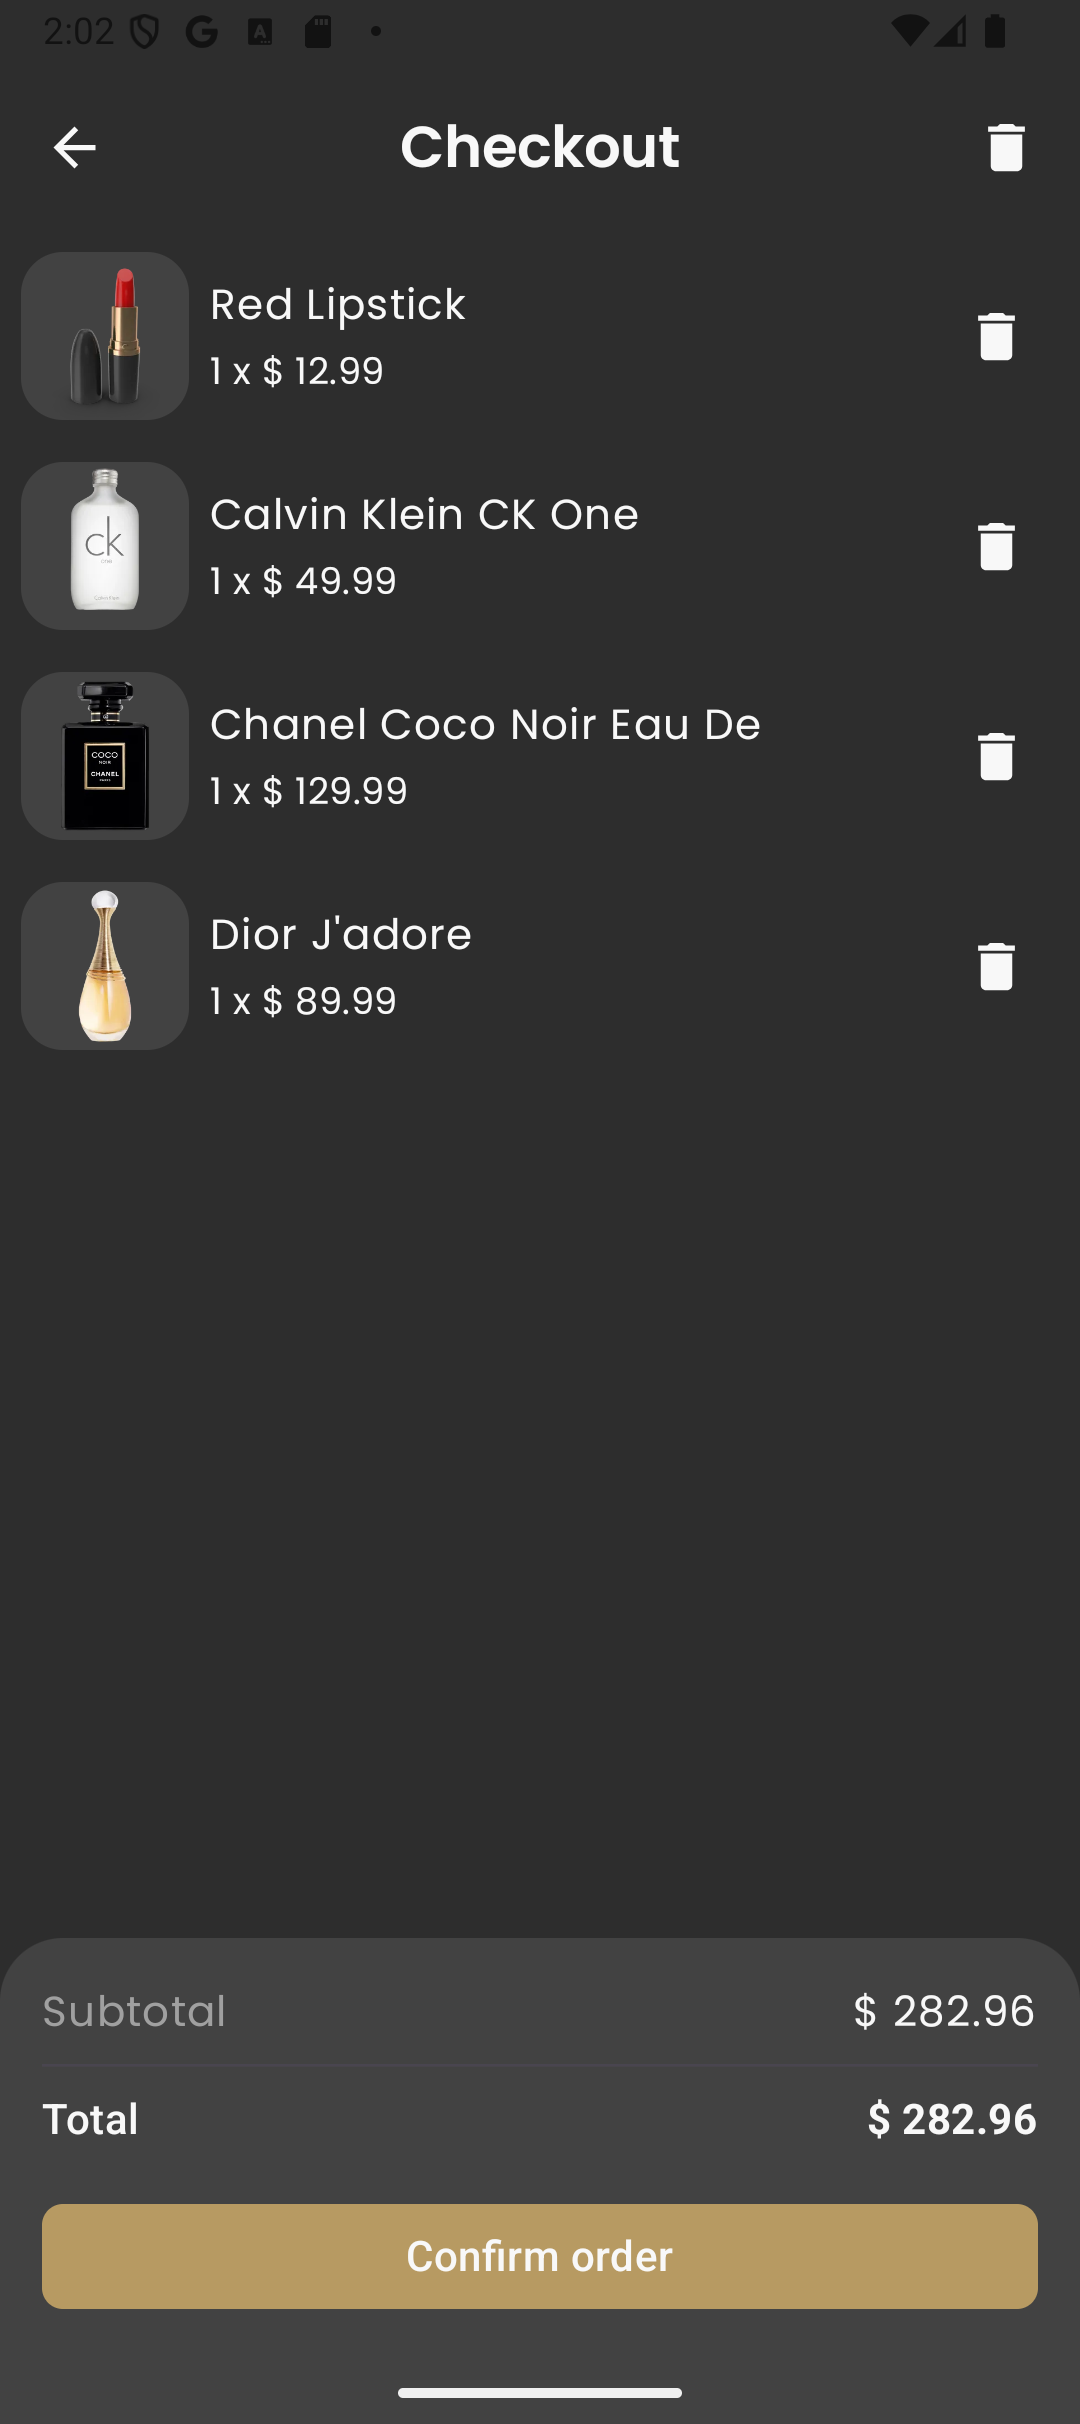 2:02
Checkout
Red Lipstick
1 x $ 12.99
ck
Calvin Klein CK One
1 x $ 49.99
COCO
NOIR
CHANEL
PARIS
Chanel Coco Noir Eau De
1 x $ 129.99
Dior J'adore
1 x $ 89.99
Subtotal
$ 282.96
Total
$ 282.96
Confirm order